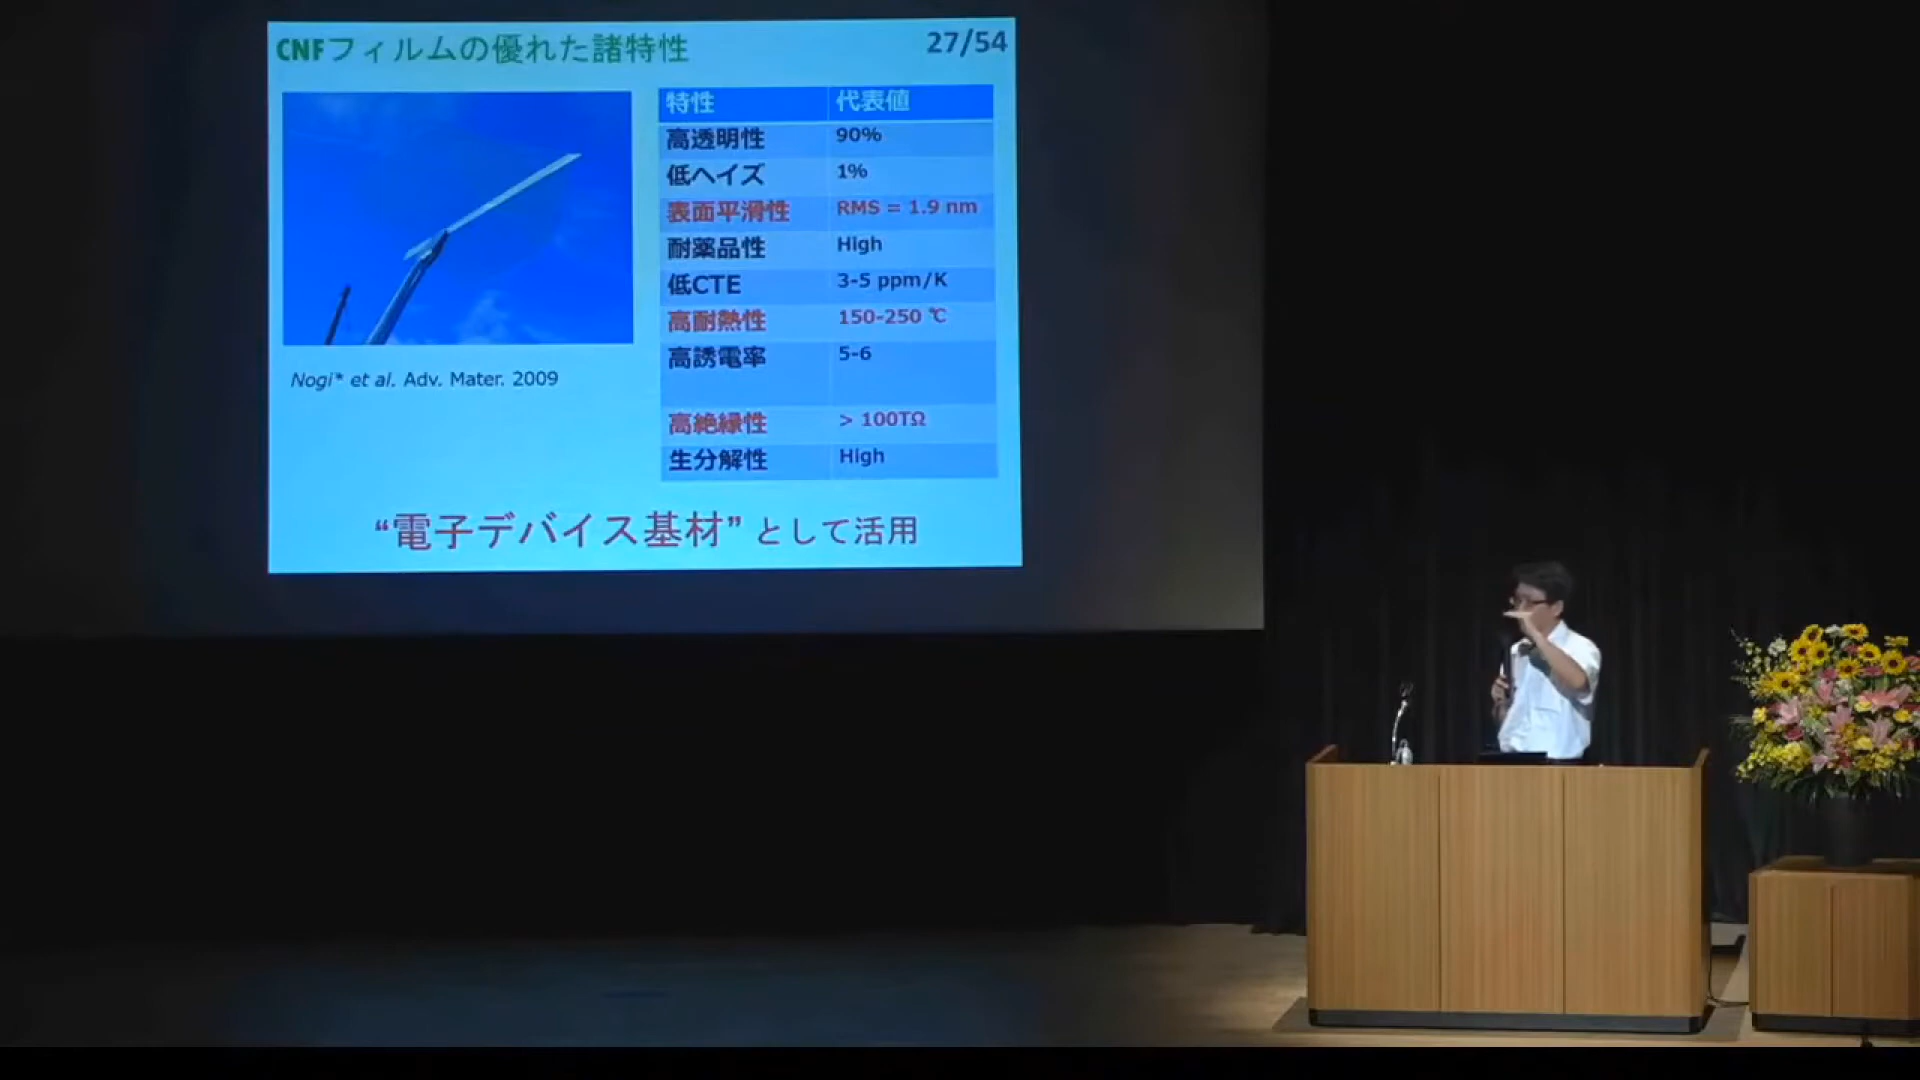 CNFフィルムの優れた諸特性
27/54
特性 代表値
高透明性 90%
低ヘイズ 1%
表面平滑性 RMS = 1.9 nm
耐薬品性 High
低CTE 3-5 ppm/K
高耐熱性 150-250 ℃
高誘電率 5-6
高絶縁性 > 100TΩ
生分解性 High
Nogi* et al. Adv. Mater. 2009
“電子デバイス基材” として活用